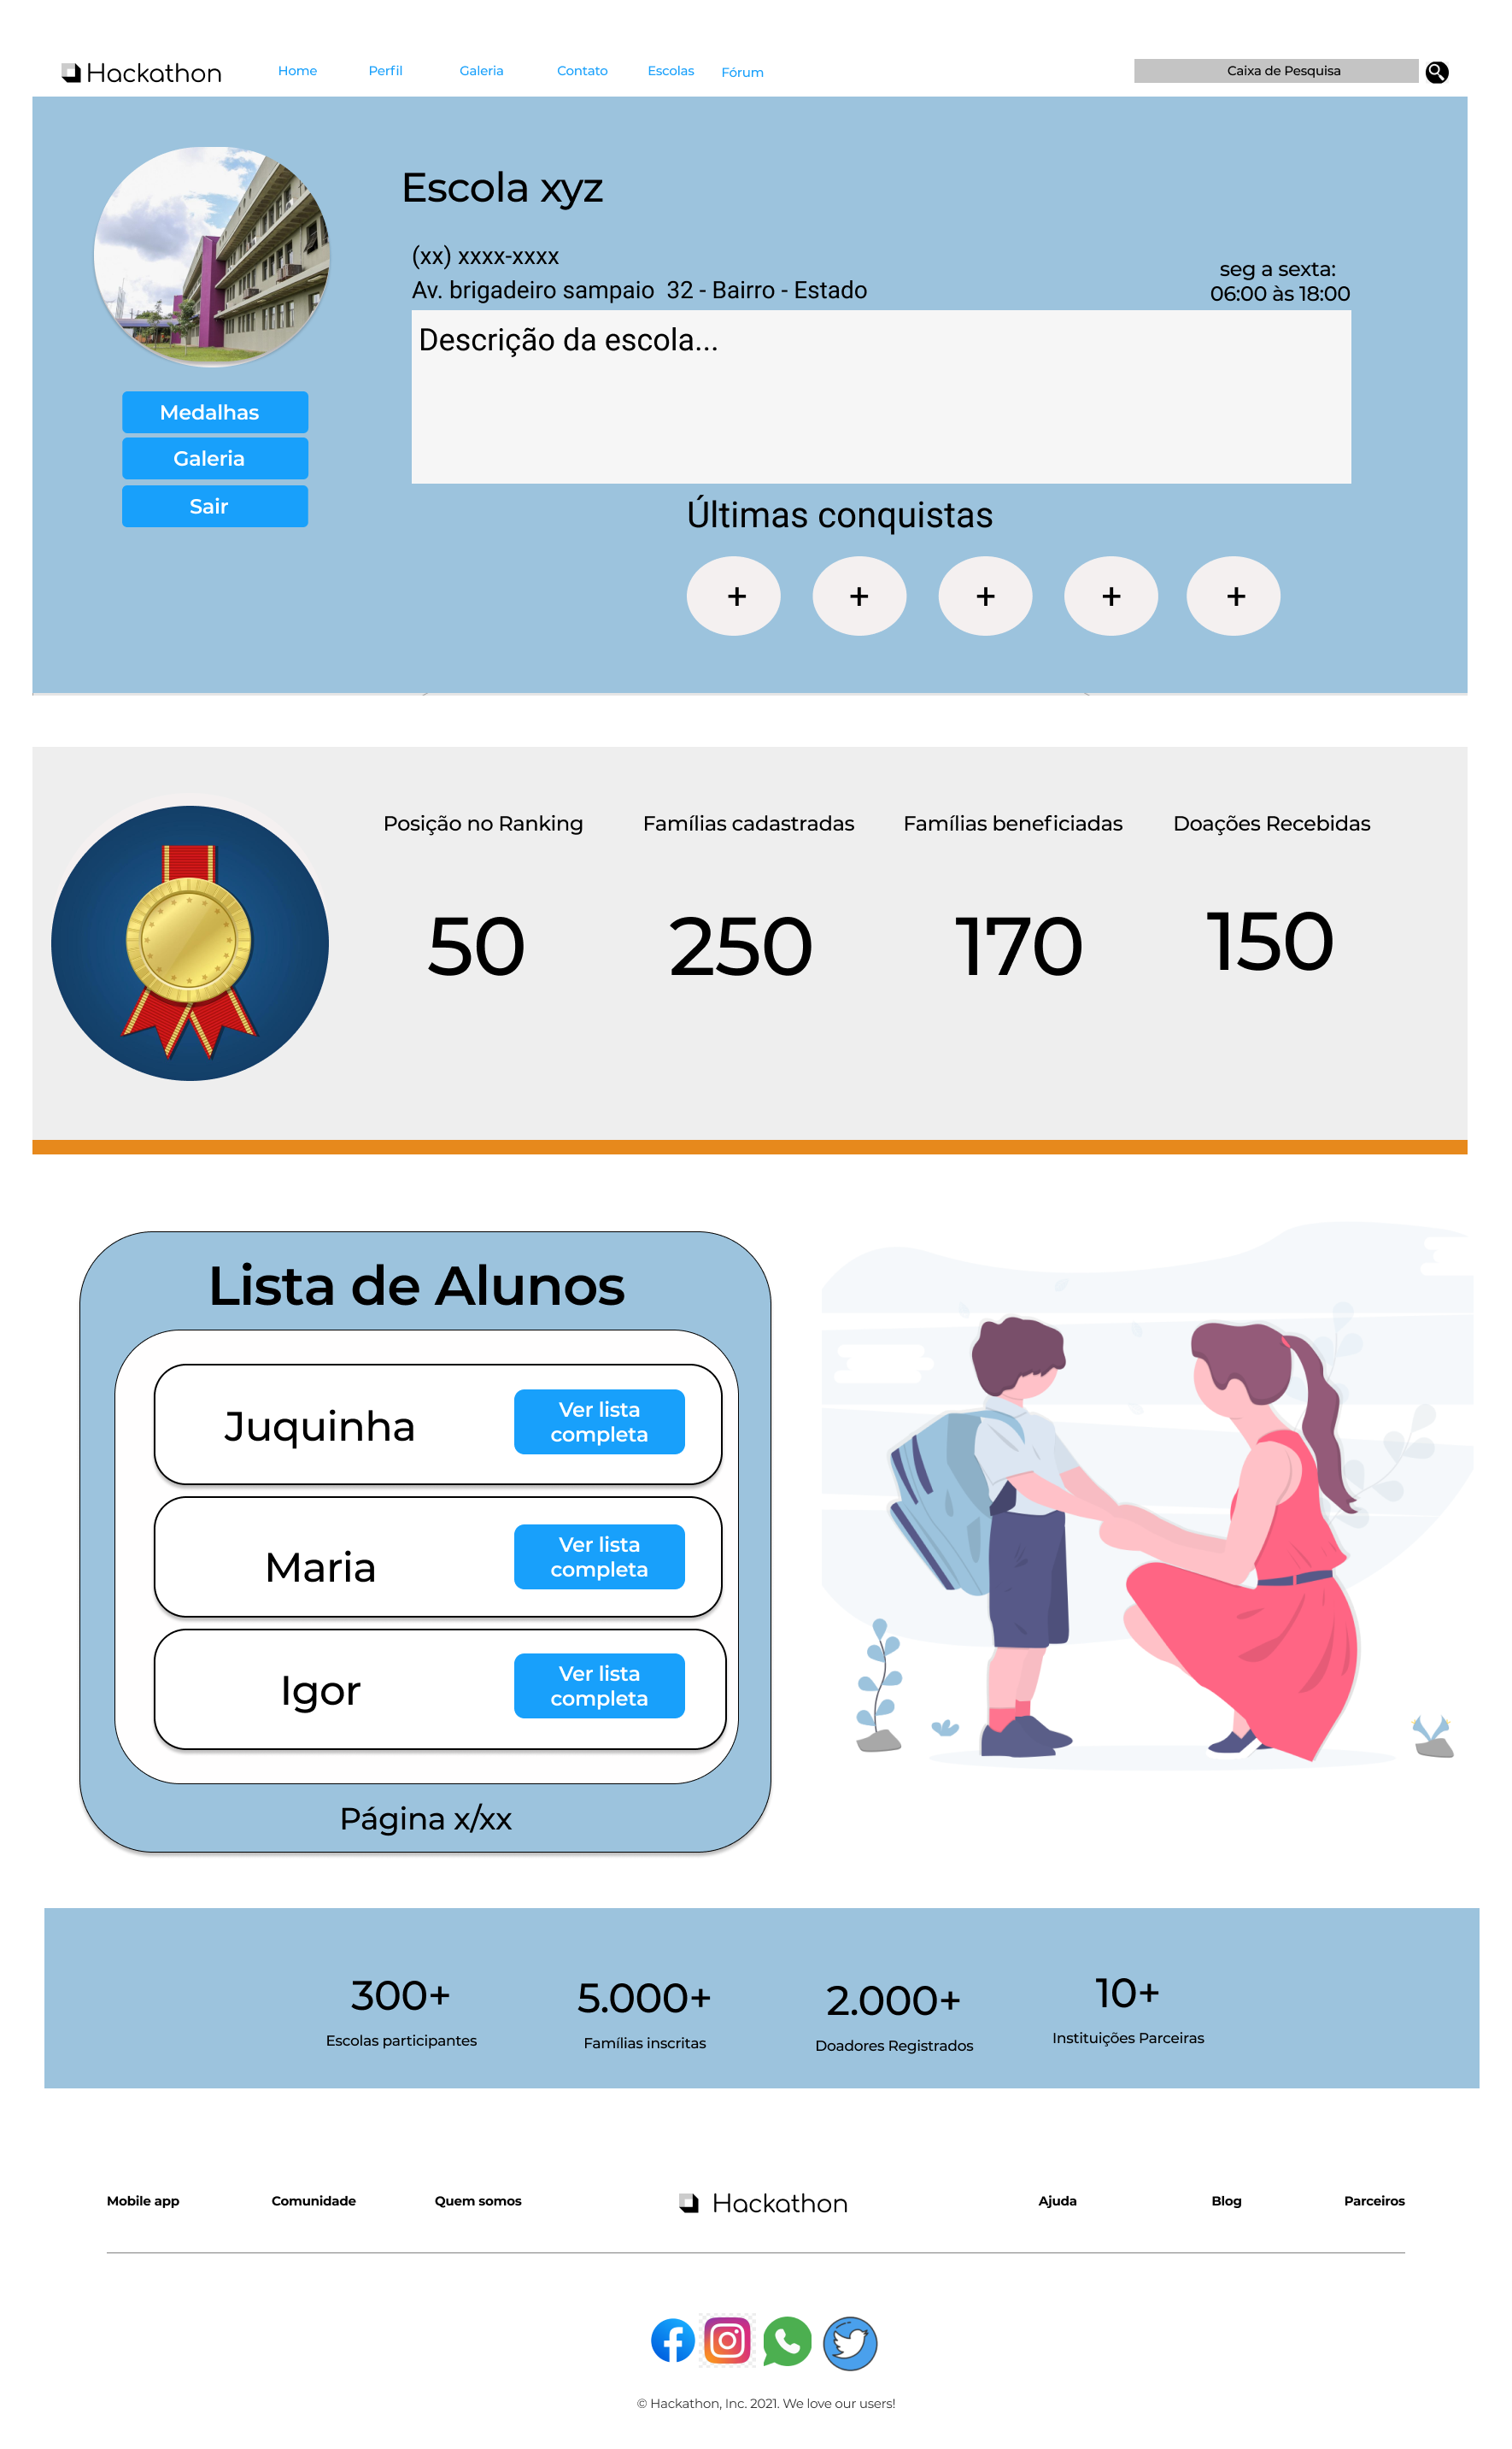 Hackathon
Home
Perfil
Galeria
Contato
Escolas
Fórum
Caixa de Pesquisa
Escola xyz
(xx) xxxx-xxxx
Av. brigadeiro sampaio  32 - Bairro - Estado
seg a sexta:
06:00 às 18:00
Descrição da escola...
Medalhas
Galeria
Sair
Últimas conquistas
+
+
+
+
+
Posição no Ranking
Famílias cadastradas
Famílias beneficiadas
Doações Recebidas
50
250
170
150
Lista de Alunos
Juquinha
Ver lista
completa
Maria
Ver lista
completa
Igor
Ver lista
completa
Página x/xx
300+
Escolas participantes
5.000+
Famílias inscritas
2.000+
Doadores Registrados
10+
Instituições Parceiras
Mobile app
Comunidade
Quem somos
Hackathon
Ajuda
Blog
Parceiros
© Hackathon, Inc. 2021. We love our users!